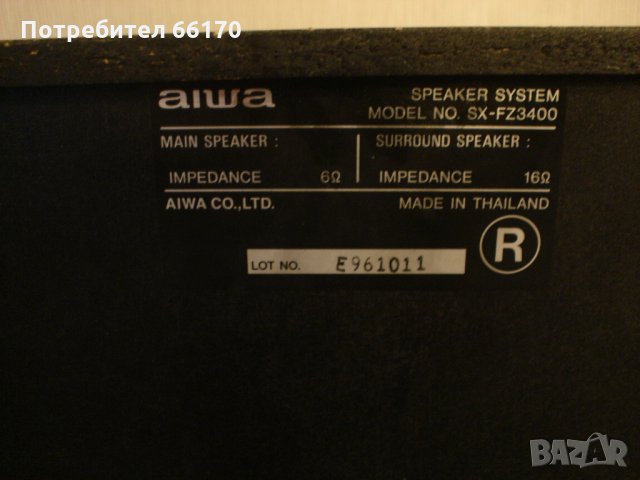 Потребител 66170
aiwa
SPEAKER SYSTEM
MODEL NO. SX-FZ3400
MAIN SPEAKER :
IMPEDANCE 6Ω
SURROUND SPEAKER :
IMPEDANCE 16Ω
AIWA CO.,LTD.
MADE IN THAILAND
R
LOT NO. E961011
BAZAR